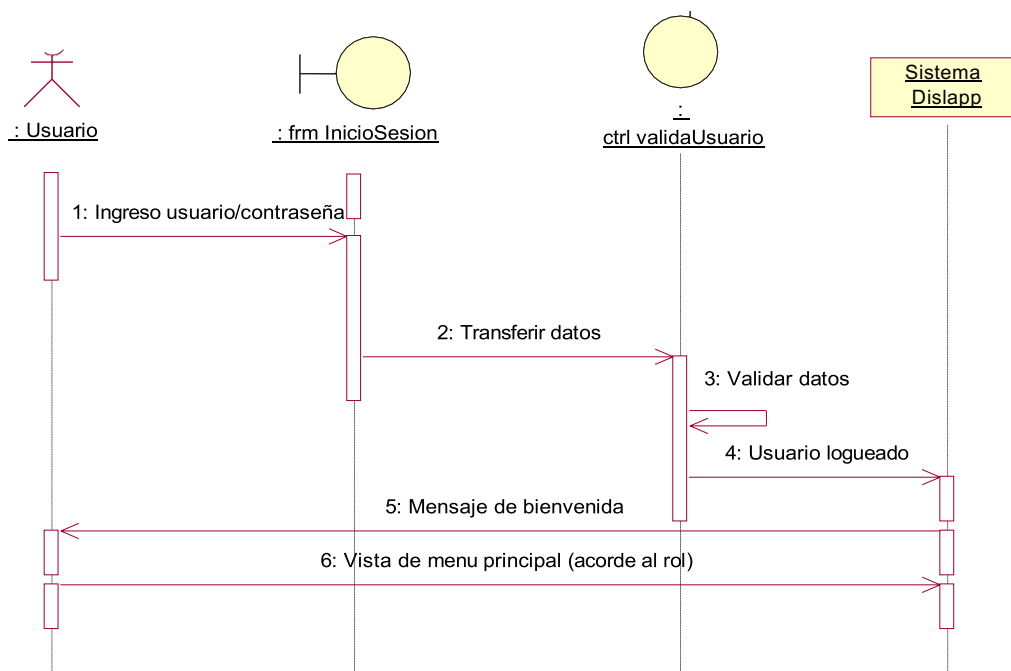 : Usuario
: frm InicioSesion
:
ctrl validaUsuario
Sistema
Dislapp
1: Ingreso usuario/contraseña
2: Transferir datos
3: Validar datos
4: Usuario logueado
5: Mensaje de bienvenida
6: Vista de menu principal (acorde al rol)